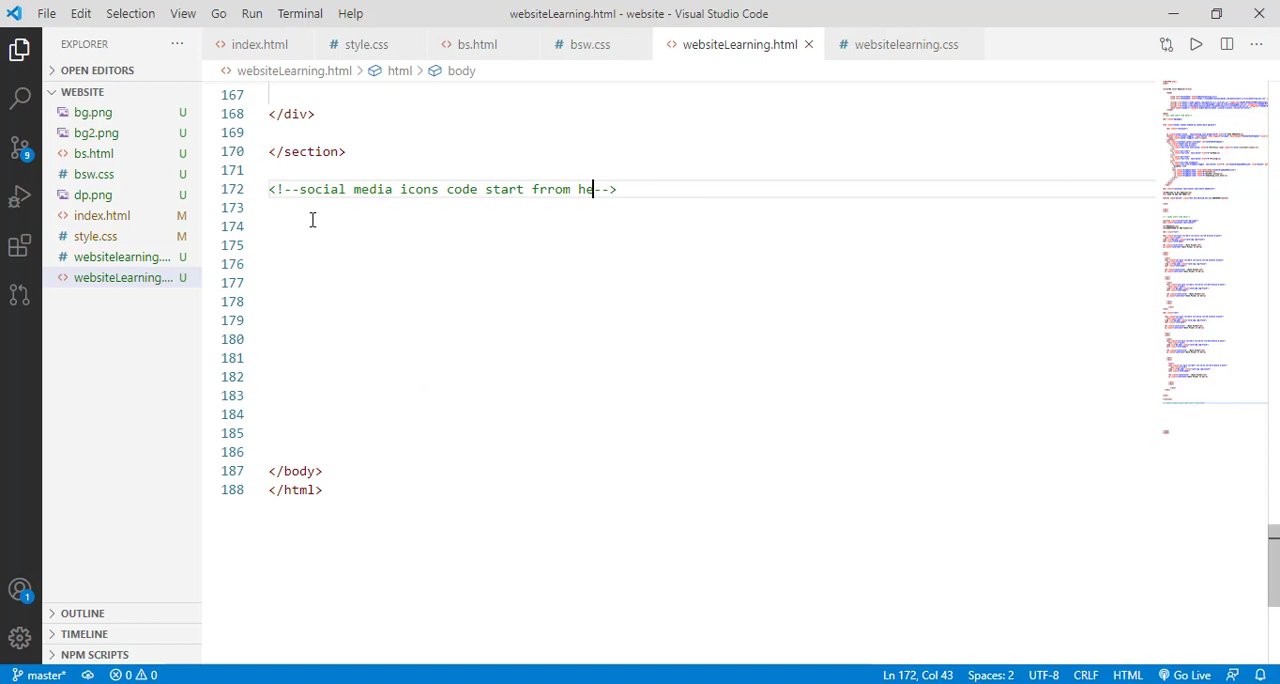 File Edit Selection View Go Run Terminal Help
websiteLearning.html - website - Visual Studio Code
EXPLORER
index.html
style.css
bs.html
bsw.css
websiteLearning.html
websitelearning.css
OPEN EDITORS
websiteLearning.html > html > body
WEBSITE
bg.png U
bg2.png U
bs.html U
bsw.css U
dp.png U
index.html M
style.css M
websitelearning.... U
websiteLearning.... U
OUTLINE
TIMELINE
NPM SCRIPTS
167
168 </div>
169
170 </section>
171
172 <!--social media icons code start frrom he-->
173
174
175
176
177
178
179
180
181
182
183
184
185
186
187 </body>
188 </html>
9
1
master* 0 0
Ln 172, Col 43 Spaces: 2 UTF-8 CRLF HTML Go Live